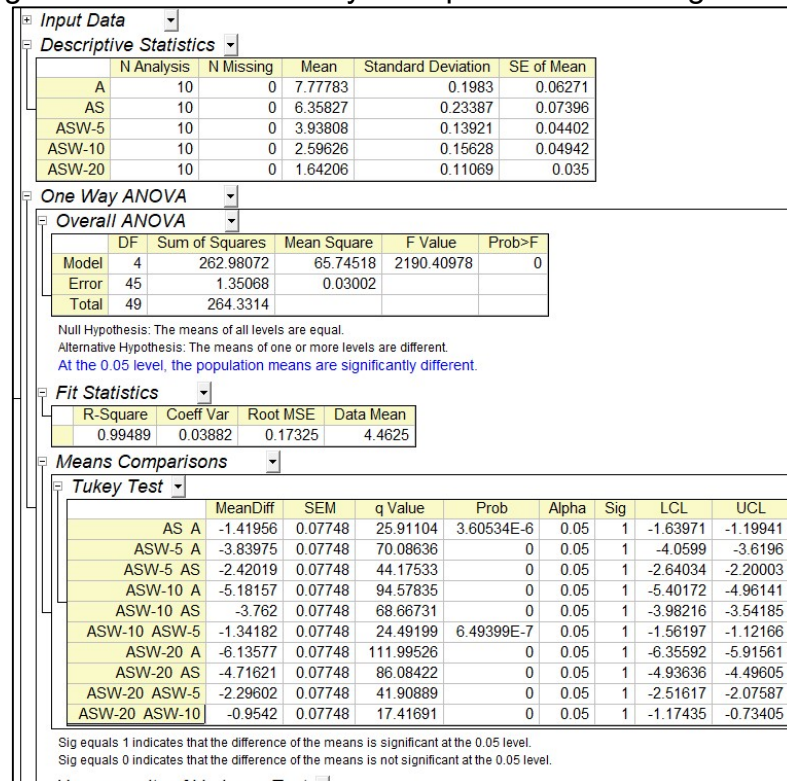 Input Data
Descriptive Statistics
N Analysis N Missing Mean Standard Deviation SE of Mean
A 10 0 7.77783 0.1983 0.06271
AS 10 0 6.35827 0.23387 0.07396
ASW-5 10 0 3.93808 0.13921 0.04402
ASW-10 10 0 2.59626 0.15628 0.04942
ASW-20 10 0 1.64206 0.11069 0.035
One Way ANOVA
Overall ANOVA
DF Sum of Squares Mean Square F Value Prob>F
Model 4 262.98072 65.74518 2190.40978 0
Error 45 1.35068 0.03002
Total 49 264.3314
Null Hypothesis: The means of all levels are equal.
Alternative Hypothesis: The means of one or more levels are different.
At the 0.05 level, the population means are significantly different.
Fit Statistics
R-Square Coeff Var Root MSE Data Mean
0.99489 0.03882 0.17325 4.4625
Means Comparisons
Tukey Test
MeanDiff SEM q Value Prob Alpha Sig LCL UCL
AS A -1.41956 0.07748 25.91104 3.60534E-6 0.05 1 -1.63971 -1.19941
ASW-5 A -3.83975 0.07748 70.08636 0 0.05 1 -4.0599 -3.6196
ASW-5 AS -2.42019 0.07748 44.17533 0 0.05 1 -2.64034 -2.20003
ASW-10 A -5.18157 0.07748 94.57835 0 0.05 1 -5.40172 -4.96141
ASW-10 AS -3.762 0.07748 68.66731 0 0.05 1 -3.98216 -3.54185
ASW-10 ASW-5 -1.34182 0.07748 24.49199 6.49399E-7 0.05 1 -1.56197 -1.12166
ASW-20 A -6.13577 0.07748 111.99526 0 0.05 1 -6.35592 -5.91561
ASW-20 AS -4.71621 0.07748 86.08422 0 0.05 1 -4.93636 -4.49605
ASW-20 ASW-5 -2.29602 0.07748 41.90889 0 0.05 1 -2.51617 -2.07587
ASW-20 ASW-10 -0.9542 0.07748 17.41691 0 0.05 1 -1.17435 -0.73405
Sig equals 1 indicates that the difference of the means is significant at the 0.05 level.
Sig equals 0 indicates that the difference of the means is not significant at the 0.05 level.